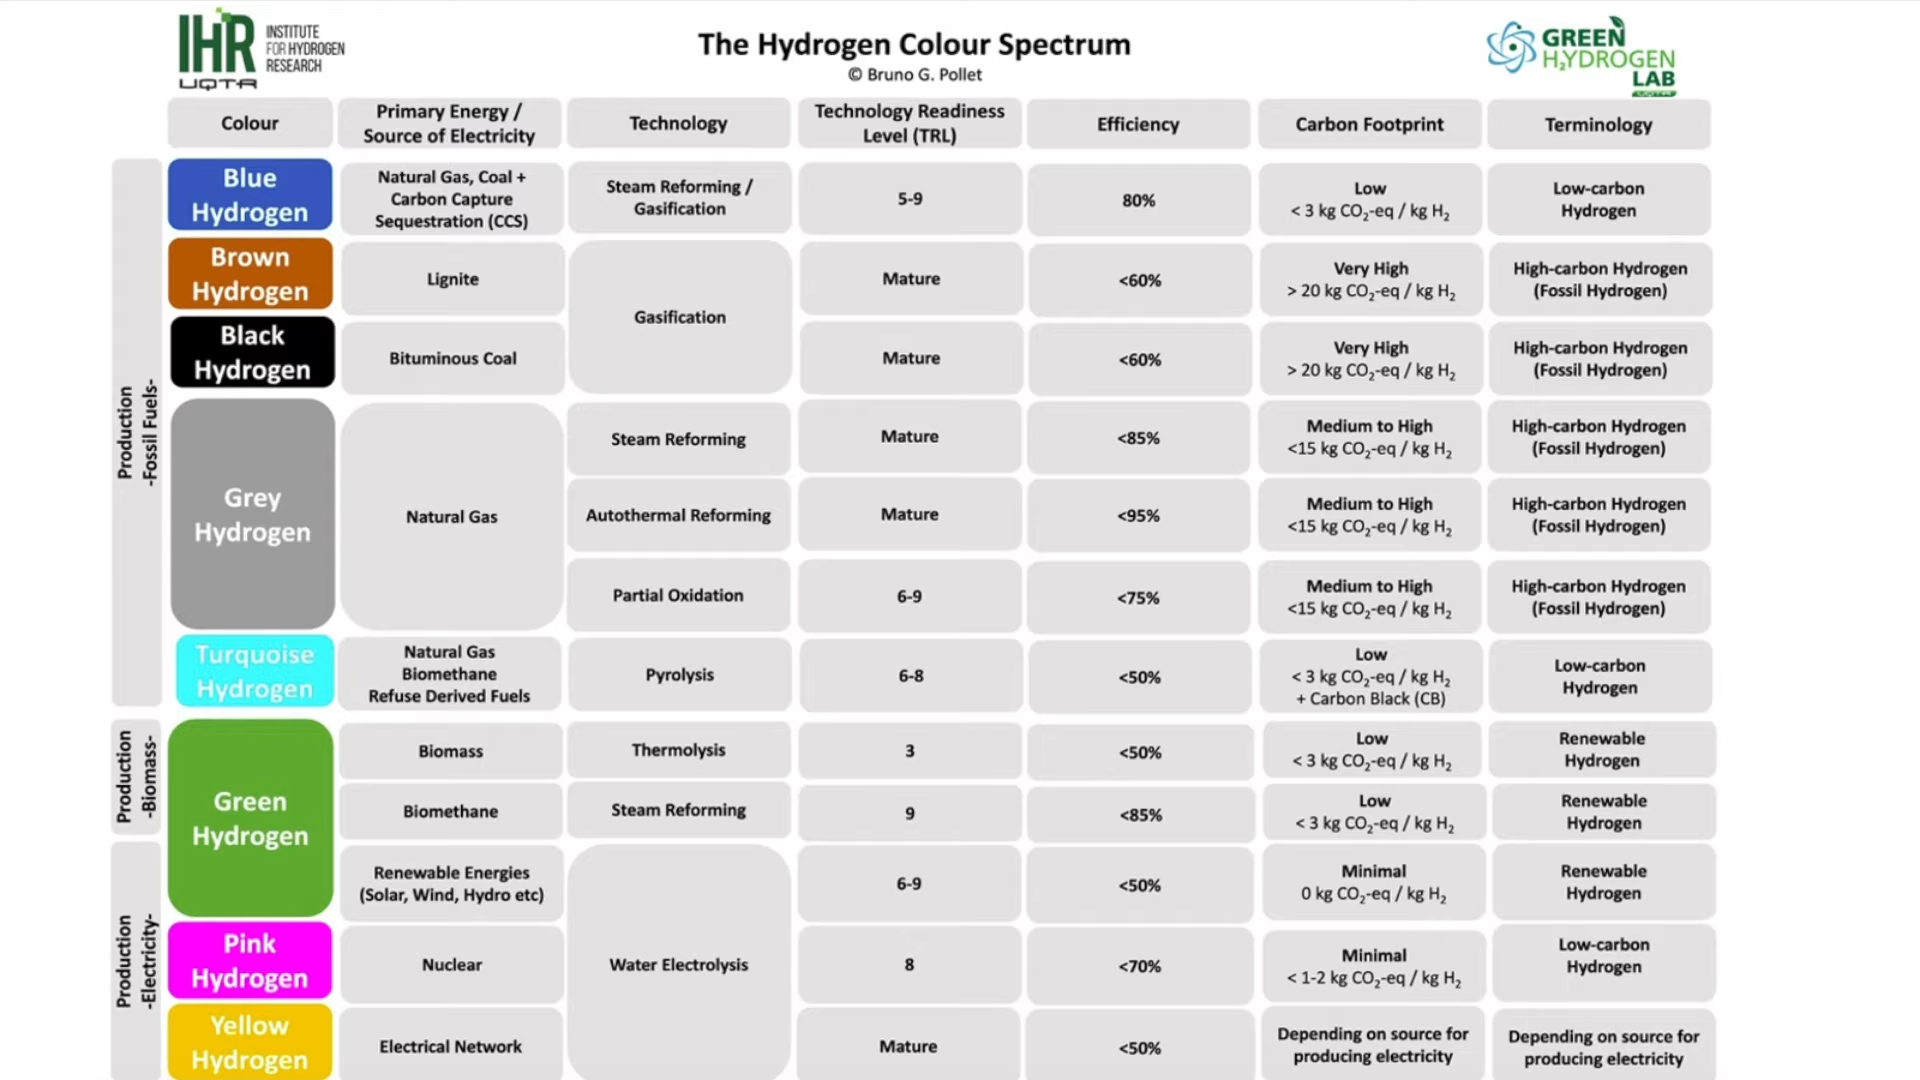 IHR INSTITUTE
FOR HYDROGEN
RESEARCH
UQTR
The Hydrogen Colour Spectrum
© Bruno G. Pollet
GREEN
H₂YDROGEN
LAB
UQTR
Colour
Primary Energy /
Source of Electricity
Technology
Technology Readiness
Level (TRL)
Efficiency
Carbon Footprint
Terminology
Production
-Fossil Fuels-
Blue
Hydrogen
Natural Gas, Coal +
Carbon Capture
Sequestration (CCS)
Steam Reforming /
Gasification
5-9
80%
Low
< 3 kg CO₂-eq / kg H₂
Low-carbon
Hydrogen
Brown
Hydrogen
Lignite
Gasification
Mature
<60%
Very High
> 20 kg CO₂-eq / kg H₂
High-carbon Hydrogen
(Fossil Hydrogen)
Black
Hydrogen
Bituminous Coal
Mature
<60%
Very High
> 20 kg CO₂-eq / kg H₂
High-carbon Hydrogen
(Fossil Hydrogen)
Grey
Hydrogen
Natural Gas
Steam Reforming
Mature
<85%
Medium to High
<15 kg CO₂-eq / kg H₂
High-carbon Hydrogen
(Fossil Hydrogen)
Autothermal Reforming
Mature
<95%
Medium to High
<15 kg CO₂-eq / kg H₂
High-carbon Hydrogen
(Fossil Hydrogen)
Partial Oxidation
6-9
<75%
Medium to High
<15 kg CO₂-eq / kg H₂
High-carbon Hydrogen
(Fossil Hydrogen)
Turquoise
Hydrogen
Natural Gas
Biomethane
Refuse Derived Fuels
Pyrolysis
6-8
<50%
Low
< 3 kg CO₂-eq / kg H₂
+ Carbon Black (CB)
Low-carbon
Hydrogen
Production
-Biomass-
Green
Hydrogen
Biomass
Thermolysis
3
<50%
Low
< 3 kg CO₂-eq / kg H₂
Renewable
Hydrogen
Biomethane
Steam Reforming
9
<85%
Low
< 3 kg CO₂-eq / kg H₂
Renewable
Hydrogen
Production
-Electricity-
Renewable Energies
(Solar, Wind, Hydro etc)
Water Electrolysis
6-9
<50%
Minimal
0 kg CO₂-eq / kg H₂
Renewable
Hydrogen
Pink
Hydrogen
Nuclear
8
<70%
Minimal
< 1-2 kg CO₂-eq / kg H₂
Low-carbon
Hydrogen
Yellow
Hydrogen
Electrical Network
Mature
<50%
Depending on source for
producing electricity
Depending on source for
producing electricity